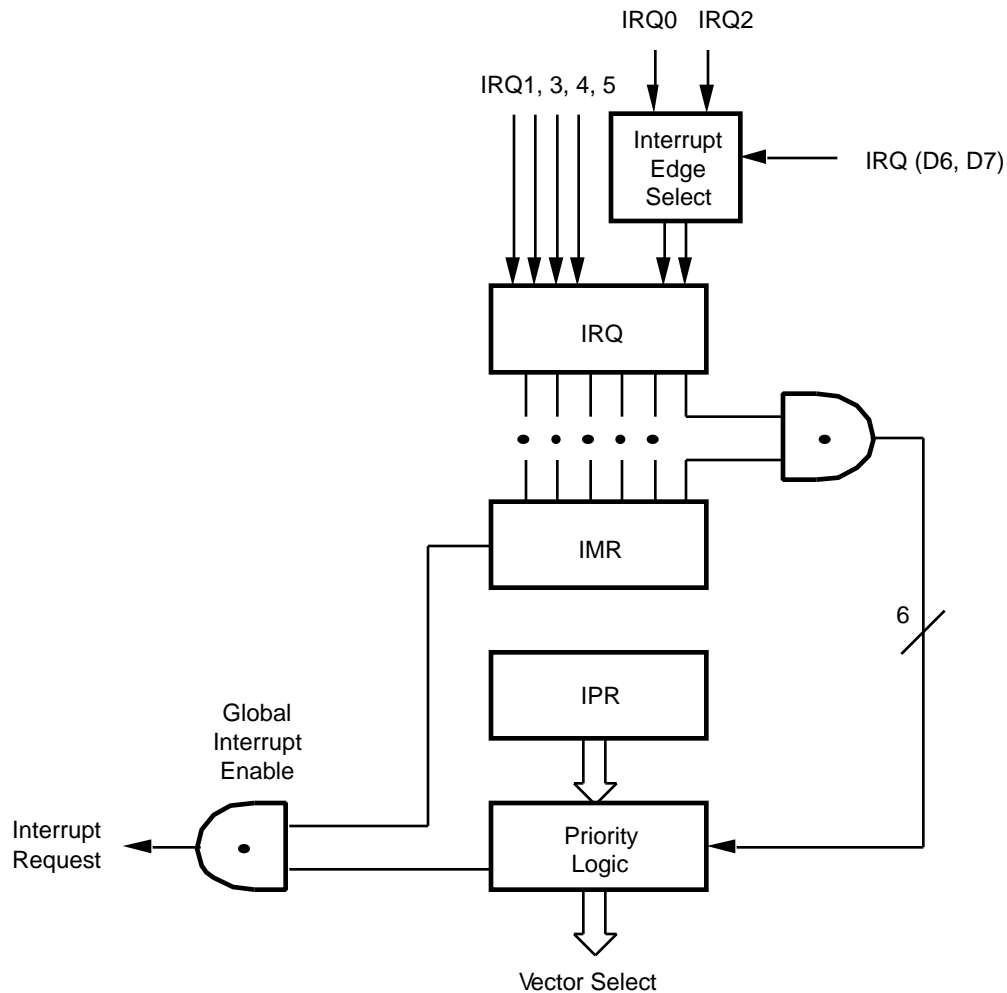 IRQ0 IRQ2
IRQ1, 3, 4, 5
Interrupt
Edge
Select
IRQ (D6, D7)
IRQ
IMR
6
IPR
Global
Interrupt
Enable
Interrupt
Request
Priority
Logic
Vector Select